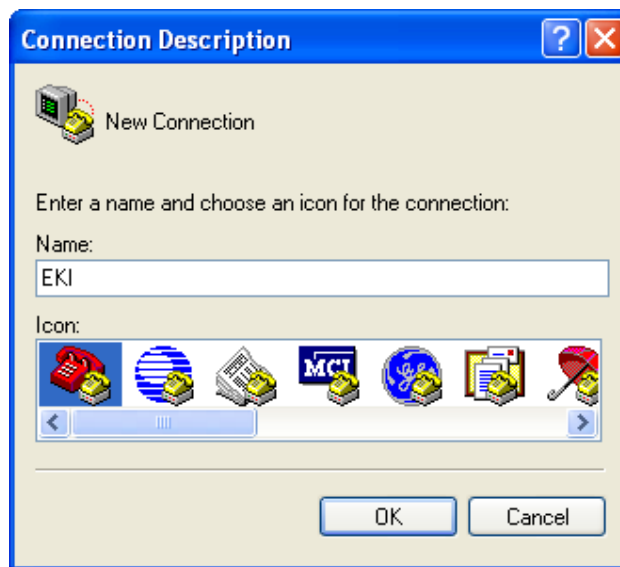 Connection Description
New Connection
Enter a name and choose an icon for the connection:
Name:
EKI
Icon:
MCI
OK
Cancel